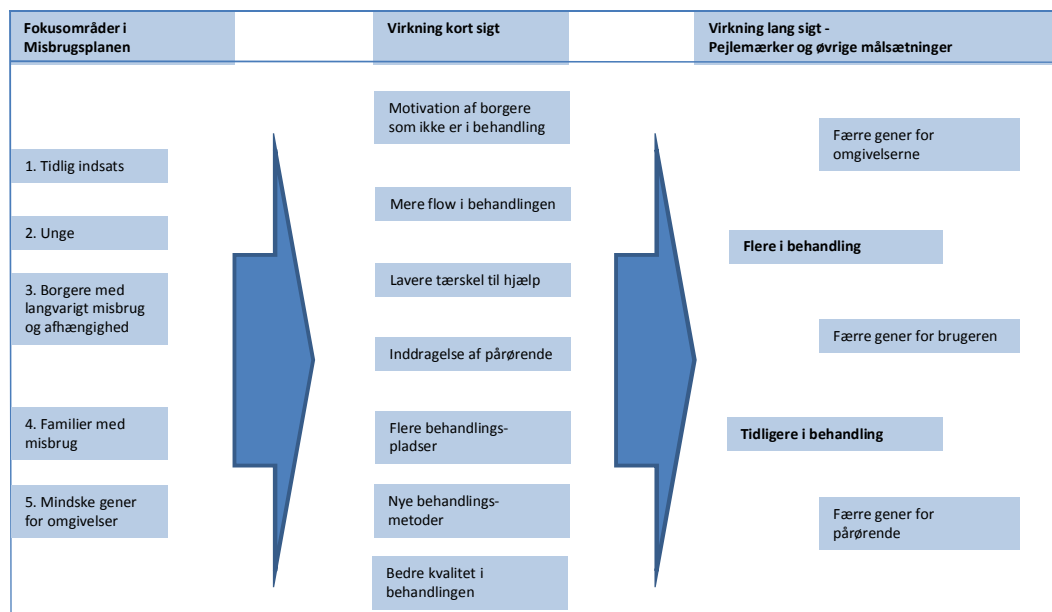 Fokusområder i
Misbrugsplanen
Virkning kort sigt
Virkning lang sigt -
Pejlemærker og øvrige målsætninger
1. Tidlig indsats
2. Unge
3. Borgere med
langvarigt misbrug
og afhængighed
4. Familier med
misbrug
5. Mindske gener
for omgivelser
Motivation af borgere
som ikke er i behandling
Mere flow i behandlingen
Lavere tærskel til hjælp
Inddragelse af pårørende
Flere behandlings-
pladser
Nye behandlings-
metoder
Bedre kvalitet i
behandlingen
Færre gener for
omgivelserne
Flere i behandling
Færre gener for brugeren
Tidligere i behandling
Færre gener for
pårørende